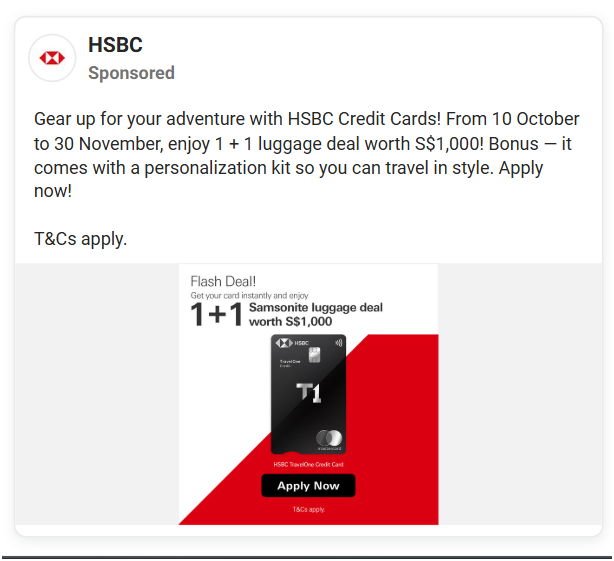 HSBC
Sponsored
Gear up for your adventure with HSBC Credit Cards! From 10 October
to 30 November, enjoy 1 + 1 luggage deal worth S$1,000! Bonus — it
comes with a personalization kit so you can travel in style. Apply
now!
T&Cs apply.
Flash Deal!
Get your card instantly and enjoy
1+1 Samsonite luggage deal
worth S$1,000
HSBC
TravelOne
Credit
T1
mastercard
HSBC TravelOne Credit Card
Apply Now
T&Cs apply.